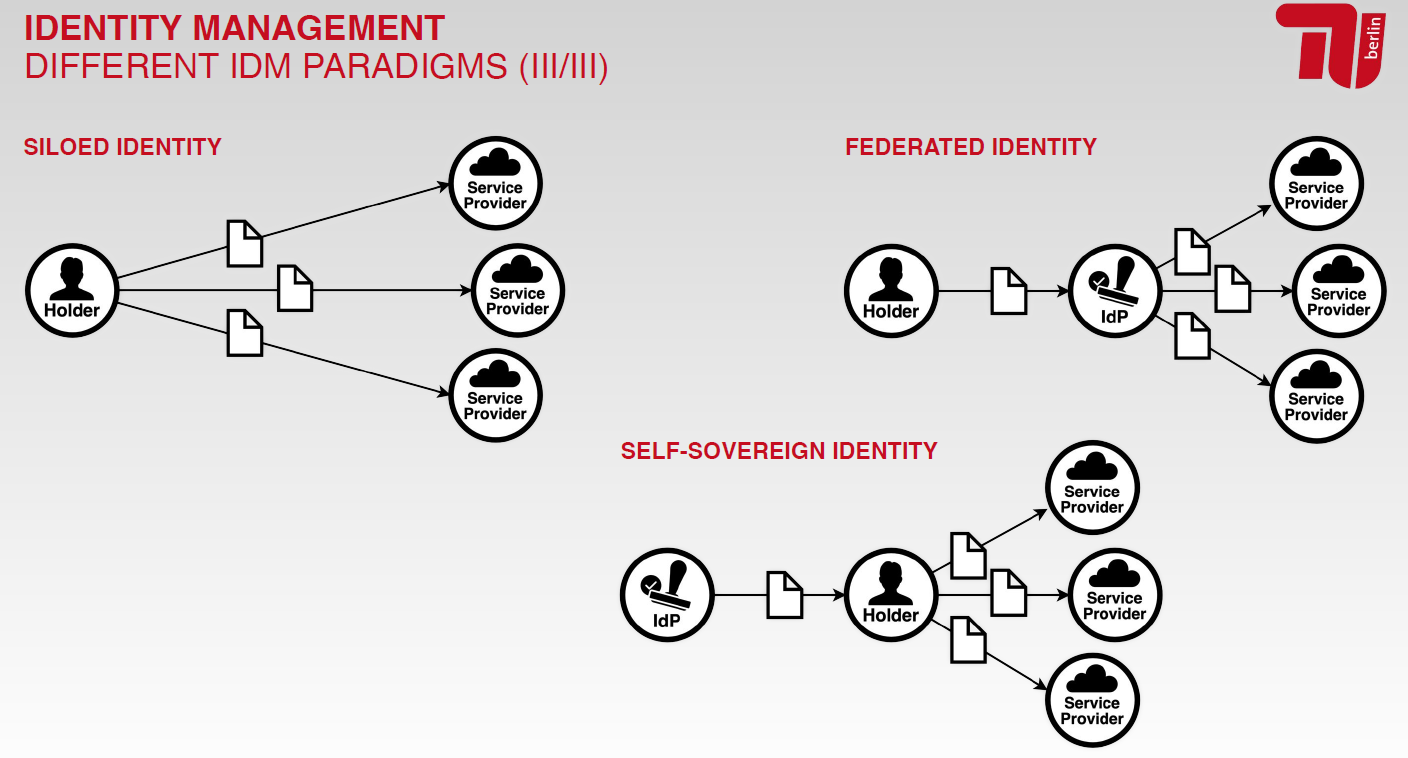 IDENTITY MANAGEMENT
DIFFERENT IDM PARADIGMS (III/III)
berlin
SILOED IDENTITY
Holder
Service
Provider
Service
Provider
Service
Provider
FEDERATED IDENTITY
Holder
IdP
Service
Provider
Service
Provider
Service
Provider
SELF-SOVEREIGN IDENTITY
IdP
Holder
Service
Provider
Service
Provider
Service
Provider